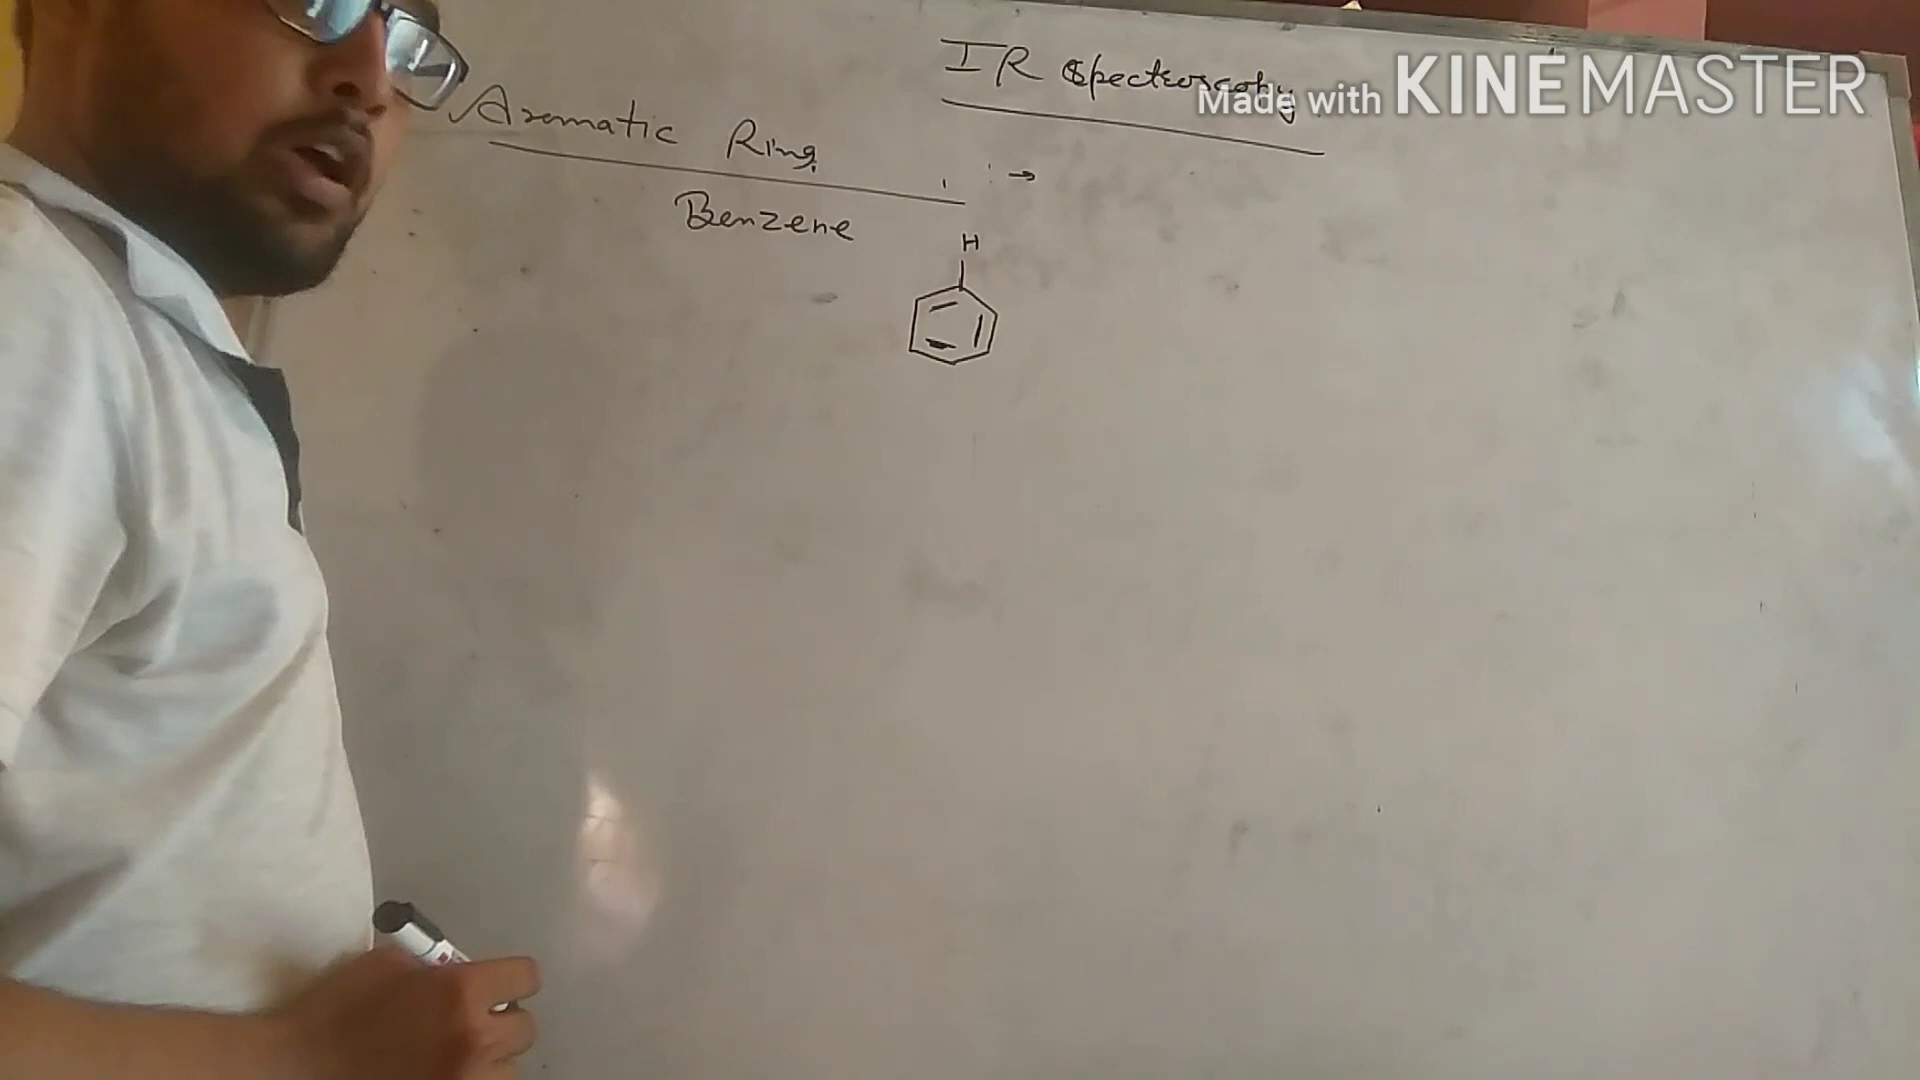 IR Spectroscopy
Made with KINEMASTER
Aromatic Ring :→
Benzene
H